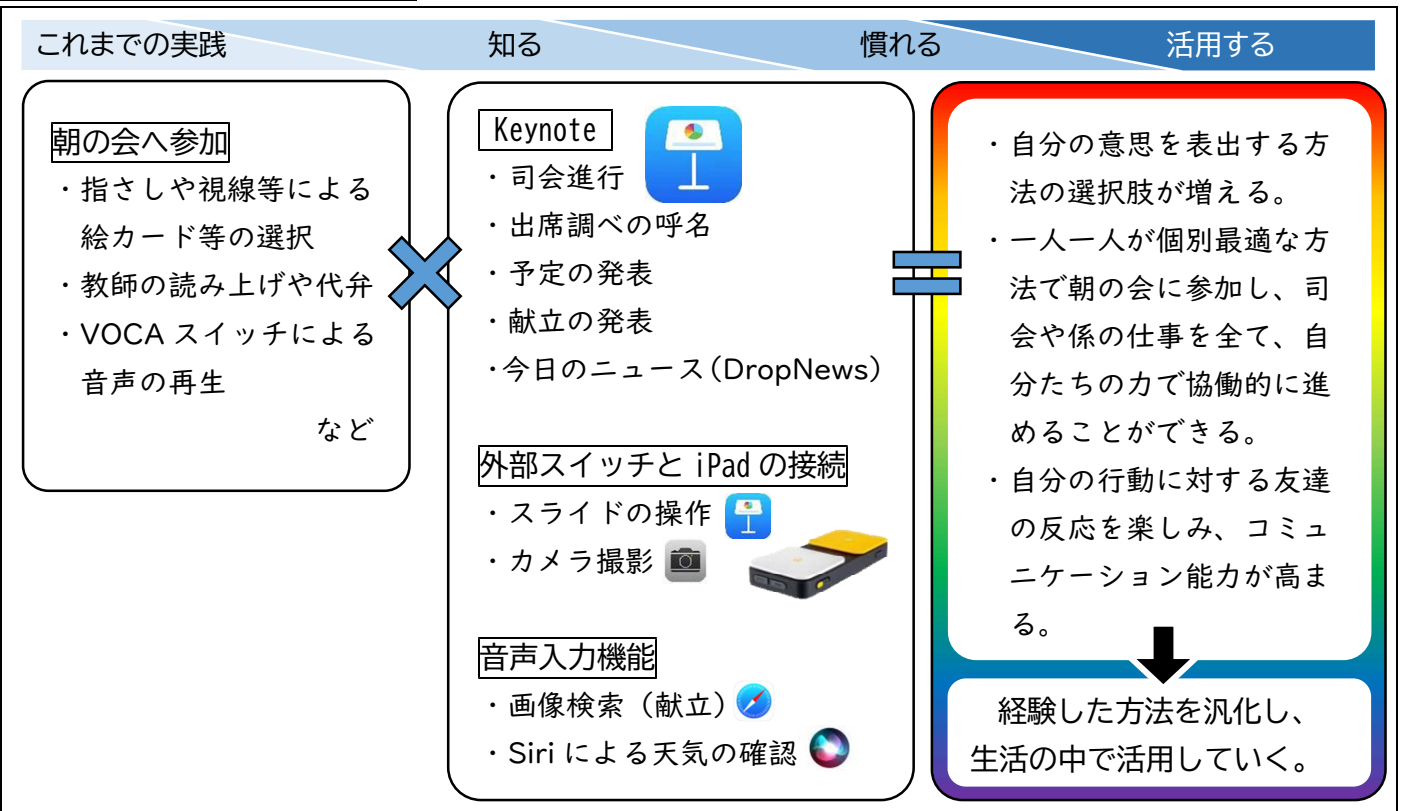 これまでの実践
知る
慣れる
活用する
朝の会へ参加
・指さしや視線等による
絵カード等の選択
・教師の読み上げや代弁
・VOCA スイッチによる
音声の再生
など
Keynote
・司会進行
・出席調べの呼名
・予定の発表
・献立の発表
・今日のニュース(DropNews)
外部スイッチと iPad の接続
・スライドの操作
・カメラ撮影
音声入力機能
・画像検索（献立）
・Siri による天気の確認
・自分の意思を表出する方
法の選択肢が増える。
・一人一人が個別最適な方
法で朝の会に参加し、司
会や係の仕事を全て、自
分たちの力で協働的に進
めることができる。
・自分の行動に対する友達
の反応を楽しみ、コミュ
ニケーション能力が高ま
る。
経験した方法を汎化し、
生活の中で活用していく。